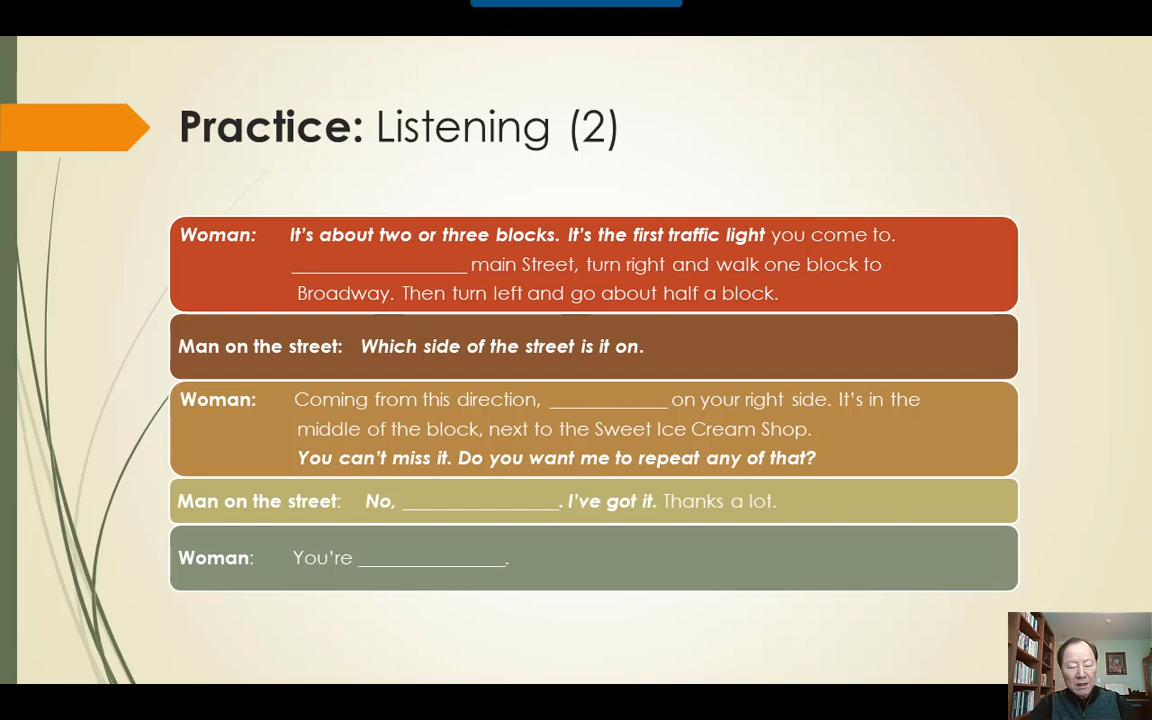 Practice: Listening (2)
Woman: It's about two or three blocks. It's the first traffic light you come to.
__________________ main Street, turn right and walk one block to
Broadway. Then turn left and go about half a block.
Man on the street: Which side of the street is it on.
Woman: Coming from this direction, ____________ on your right side. It's in the
middle of the block, next to the Sweet Ice Cream Shop.
You can't miss it. Do you want me to repeat any of that?
Man on the street: No, ________________. I've got it. Thanks a lot.
Woman: You're _______________.